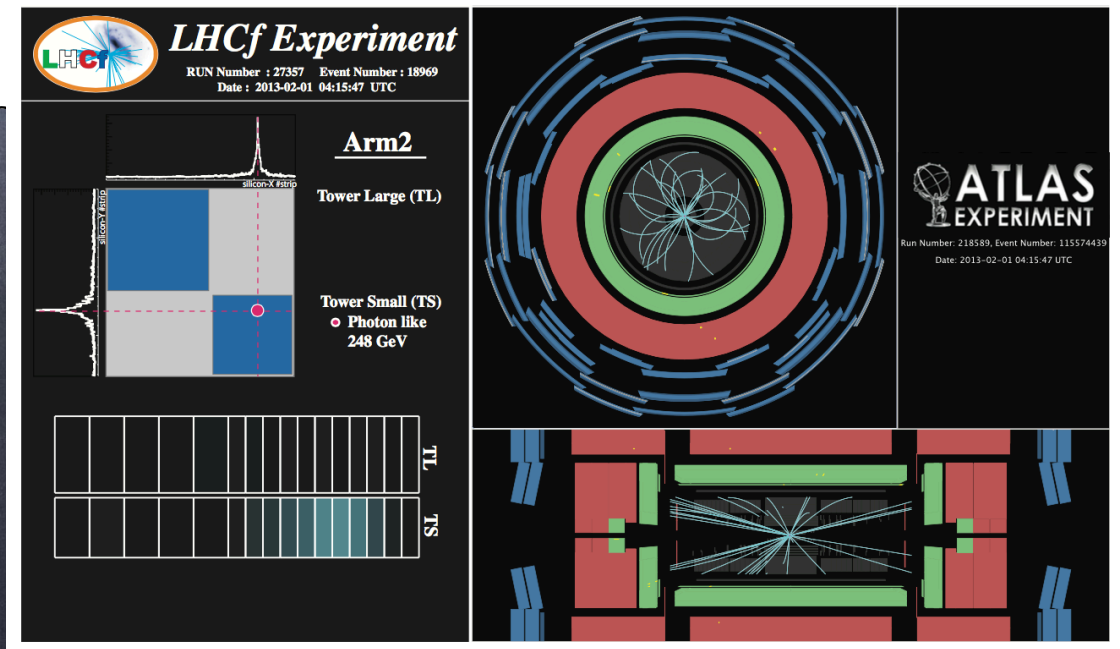 LHCf
LHCf Experiment
RUN Number : 27357 Event Number : 18969
Date : 2013-02-01 04:15:47 UTC
Arm2
silicon-X #strip
silicon-Y #strip
Tower Large (TL)
Tower Small (TS)
Photon like
248 GeV
TL
TS
ATLAS
EXPERIMENT
Run Number: 218589, Event Number: 115574439
Date: 2013-02-01 04:15:47 UTC